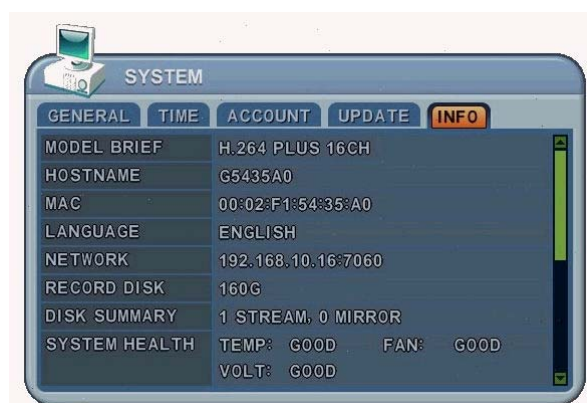 SYSTEM
GENERAL TIME ACCOUNT UPDATE INFO
MODEL BRIEF H.264 PLUS 16CH
HOSTNAME G5435A0
MAC 00:02:F1:54:35:A0
LANGUAGE ENGLISH
NETWORK 192.168.10.16:7060
RECORD DISK 160G
DISK SUMMARY 1 STREAM, 0 MIRROR
SYSTEM HEALTH TEMP: GOOD FAN: GOOD
VOLT: GOOD